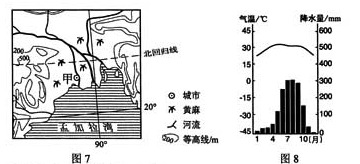 200
500
甲
北回归线
20°
孟加拉湾
90°
城市
黄麻
河流
200 等高线/m
图7
气温/℃ 降水量/mm
45 600
30 500
15 400
0 300
-15 200
-30 100
-45 0
1 4 7 10 (月)
图8